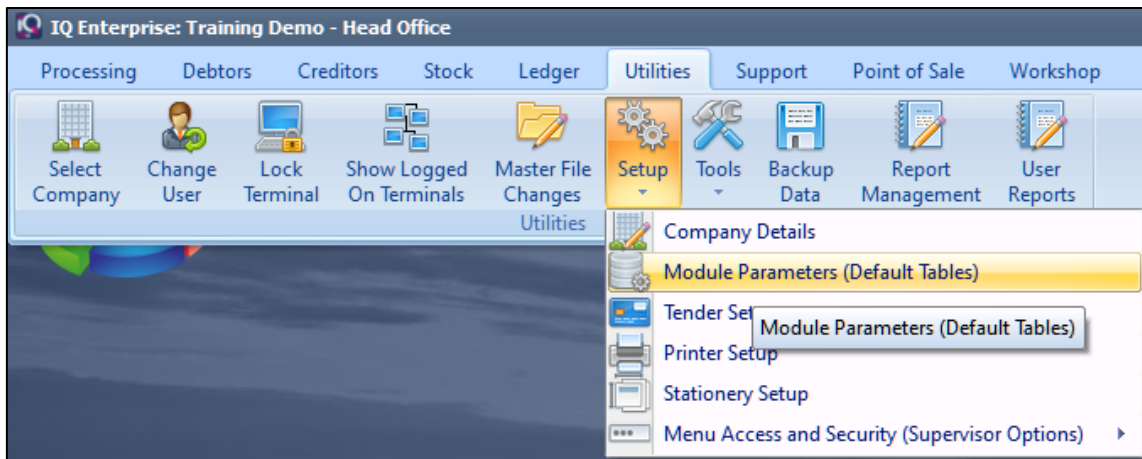 IQ Enterprise: Training Demo - Head Office
Processing Debtors Creditors Stock Ledger Utilities Support Point of Sale Workshop
Select Company
Change User
Lock Terminal
Show Logged On Terminals
Master File Changes
Setup
Tools
Backup Data
Report Management
User Reports
Utilities
Company Details
Module Parameters (Default Tables)
Tender Set
Module Parameters (Default Tables)
Printer Setup
Stationery Setup
Menu Access and Security (Supervisor Options)